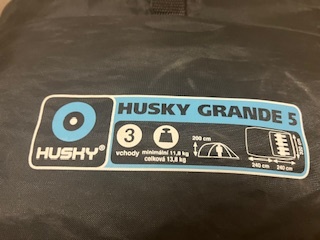 HUSKY GRANDE 5
HUSKY®
3
vchody
minimální 11,8 kg
celková 13,8 kg
200 cm
240 cm
240 cm